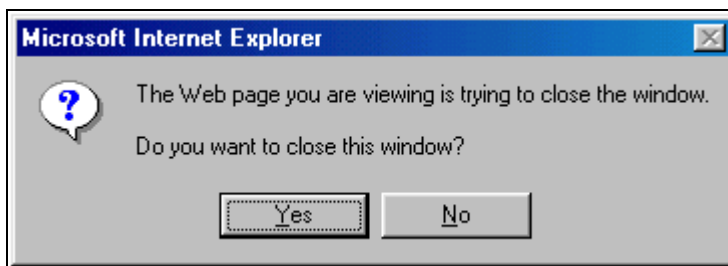 Microsoft Internet Explorer
The Web page you are viewing is trying to close the window.
Do you want to close this window?
Yes No